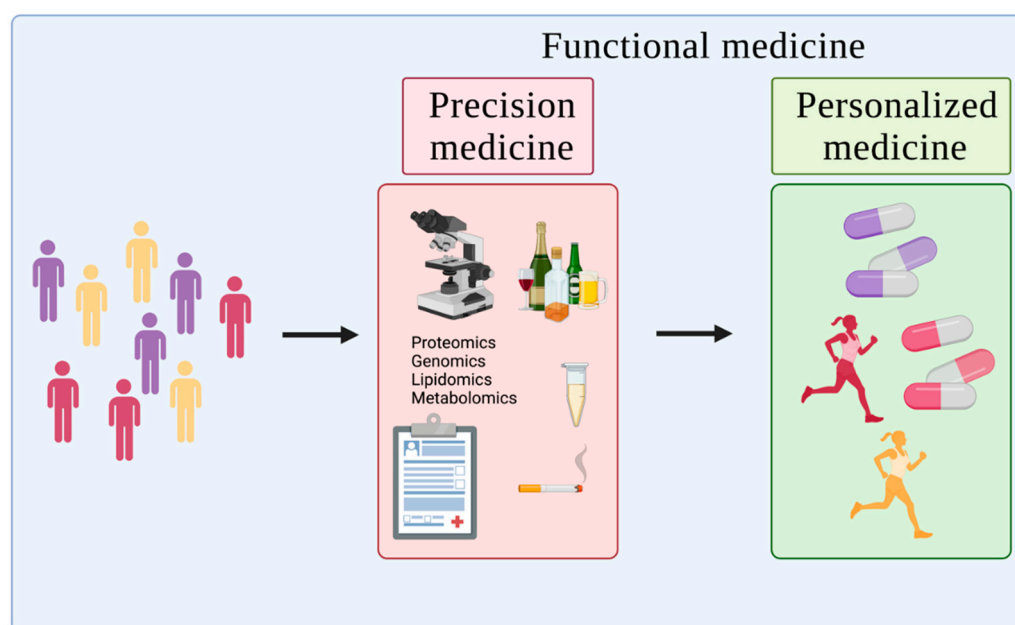 Functional medicine
Precision
medicine
Personalized
medicine
Proteomics
Genomics
Lipidomics
Metabolomics